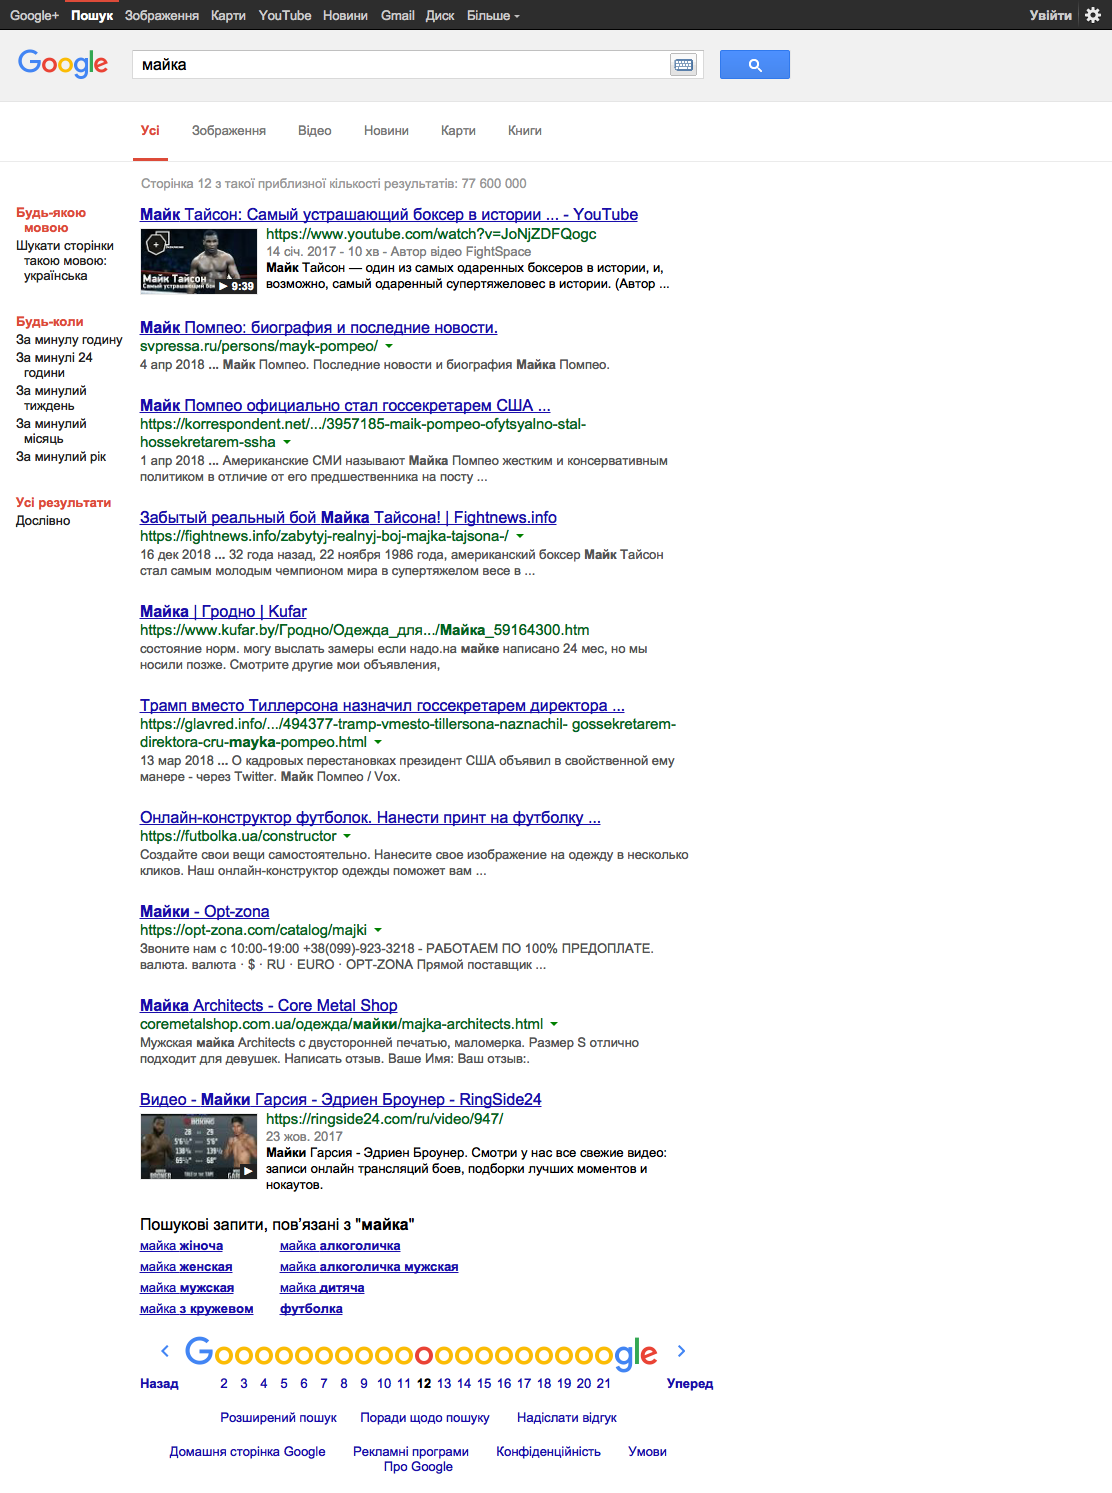 Google+ Пошук Зображення Карти YouTube Новини Gmail Диск Більше Увійти
Google майка
Усі Зображення Відео Новини Карти Книги
Сторінка 12 з такої приблизної кількості результатів: 77 600 000
Будь-якою
мовою
Шукати сторінки
такою мовою:
українська
Будь-коли
За минулу годину
За минулі 24
години
За минулий
тиждень
За минулий
місяць
За минулий рік
Усі результати
Дослівно
Майк Тайсон: Самый устрашающий боксер в истории ... - YouTube
Майк Тайсон
Самый устрашающий бок
9:39
https://www.youtube.com/watch?v=JoNjZDFQogc
14 січ. 2017 - 10 хв - Автор відео FightSpace
Майк Тайсон — один из самых одаренных боксеров в истории, и,
возможно, самый одаренный супертяжеловес в истории. (Автор ...
Майк Помпео: биография и последние новости.
svpressa.ru/persons/mayk-pompeo/
4 апр 2018 ... Майк Помпео. Последние новости и биография Майка Помпео.
Майк Помпео официально стал госсекретарем США ...
https://korrespondent.net/.../3957185-maik-pompeo-ofytsyalno-stal-
hossekretarem-ssha
1 апр 2018 ... Американские СМИ называют Майка Помпео жестким и консервативным
политиком в отличие от его предшественника на посту ...
Забытый реальный бой Майка Тайсона! | Fightnews.info
https://fightnews.info/zabytyj-realnyj-boj-majka-tajsona-/
16 дек 2018 ... 32 года назад, 22 ноября 1986 года, американский боксер Майк Тайсон
стал самым молодым чемпионом мира в супертяжелом весе в ...
Майка | Гродно | Kufar
https://www.kufar.by/Гродно/Одежда_для.../Майка_59164300.htm
состояние норм. могу выслать замеры если надо.на майке написано 24 мес, но мы
носили позже. Смотрите другие мои объявления,
Трамп вместо Тиллерсона назначил госсекретарем директора ...
https://glavred.info/.../494377-tramp-vmesto-tillersona-naznachil- gossekretarem-
direktora-cru-mayka-pompeo.html
13 мар 2018 ... О кадровых перестановках президент США объявил в свойственной ему
манере - через Twitter. Майк Помпео / Vox.
Онлайн-конструктор футболок. Нанести принт на футболку ...
https://futbolka.ua/constructor
Создайте свои вещи самостоятельно. Нанесите свое изображение на одежду в несколько
кликов. Наш онлайн-конструктор одежды поможет вам ...
Майки - Opt-zona
https://opt-zona.com/catalog/majki
Звоните нам с 10:00-19:00 +38(099)-923-3218 - РАБОТАЕМ ПО 100% ПРЕДОПЛАТЕ.
валюта. валюта · $ · RU · EURO · OPT-ZONA Прямой поставщик ...
Майка Architects - Core Metal Shop
coremetalshop.com.ua/одежда/майки/majka-architects.html
Мужская майка Architects с двусторонней печатью, маломерка. Размер S отлично
подходит для девушек. Написать отзыв. Ваше Имя: Ваш отзыв:.
Видео - Майки Гарсия - Эдриен Броунер - RingSide24
https://ringside24.com/ru/video/947/
23 жов. 2017
Майки Гарсия - Эдриен Броунер. Смотри у нас все свежие видео:
записи онлайн трансляций боев, подборки лучших моментов и
нокаутов.
Пошукові запити, пов’язані з "майка"
майка жіноча майка алкоголичка
майка женская майка алкоголичка мужская
майка мужская майка дитяча
майка з кружевом футболка
Goooooooooooooooooooogle
Назад 2 3 4 5 6 7 8 9 10 11 12 13 14 15 16 17 18 19 20 21 Уперед
Розширений пошук Поради щодо пошуку Надіслати відгук
Домашня сторінка Google Рекламні програми Конфіденційність Умови
Про Google